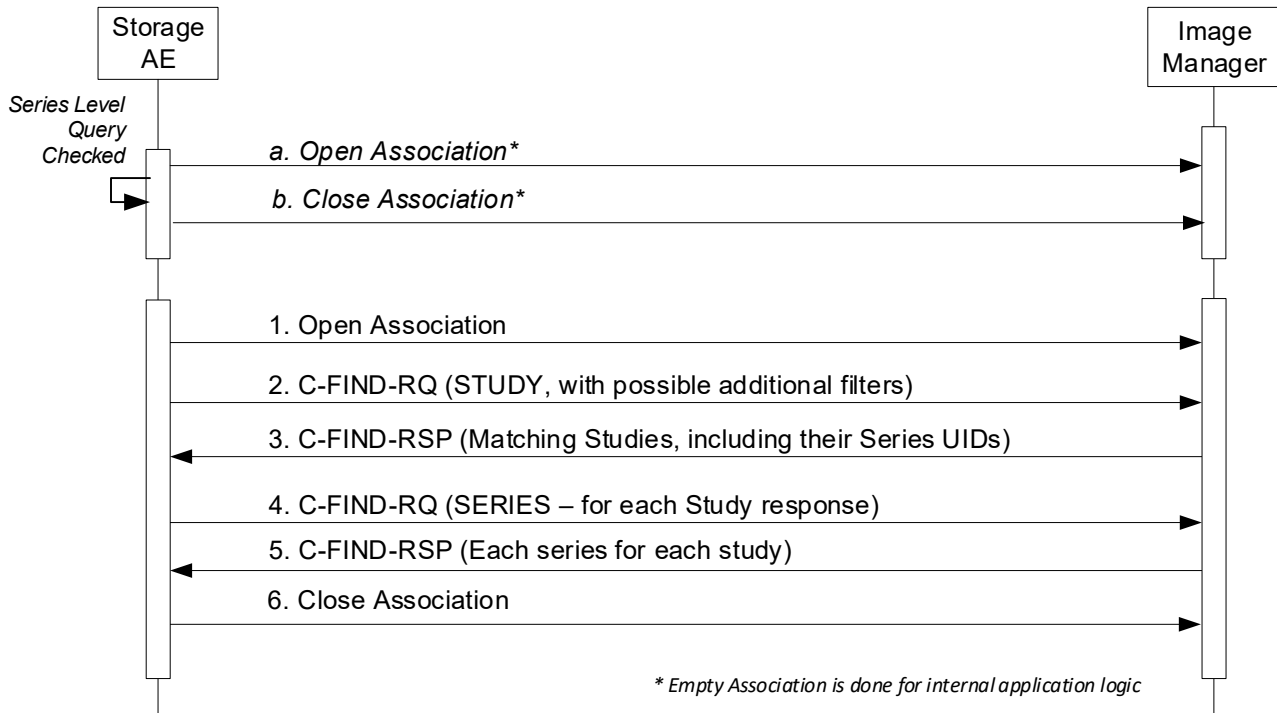 Storage
AE
Image
Manager
Series Level
Query
Checked
a. Open Association*
b. Close Association*
1. Open Association
2. C-FIND-RQ (STUDY, with possible additional filters)
3. C-FIND-RSP (Matching Studies, including their Series UIDs)
4. C-FIND-RQ (SERIES – for each Study response)
5. C-FIND-RSP (Each series for each study)
6. Close Association
* Empty Association is done for internal application logic